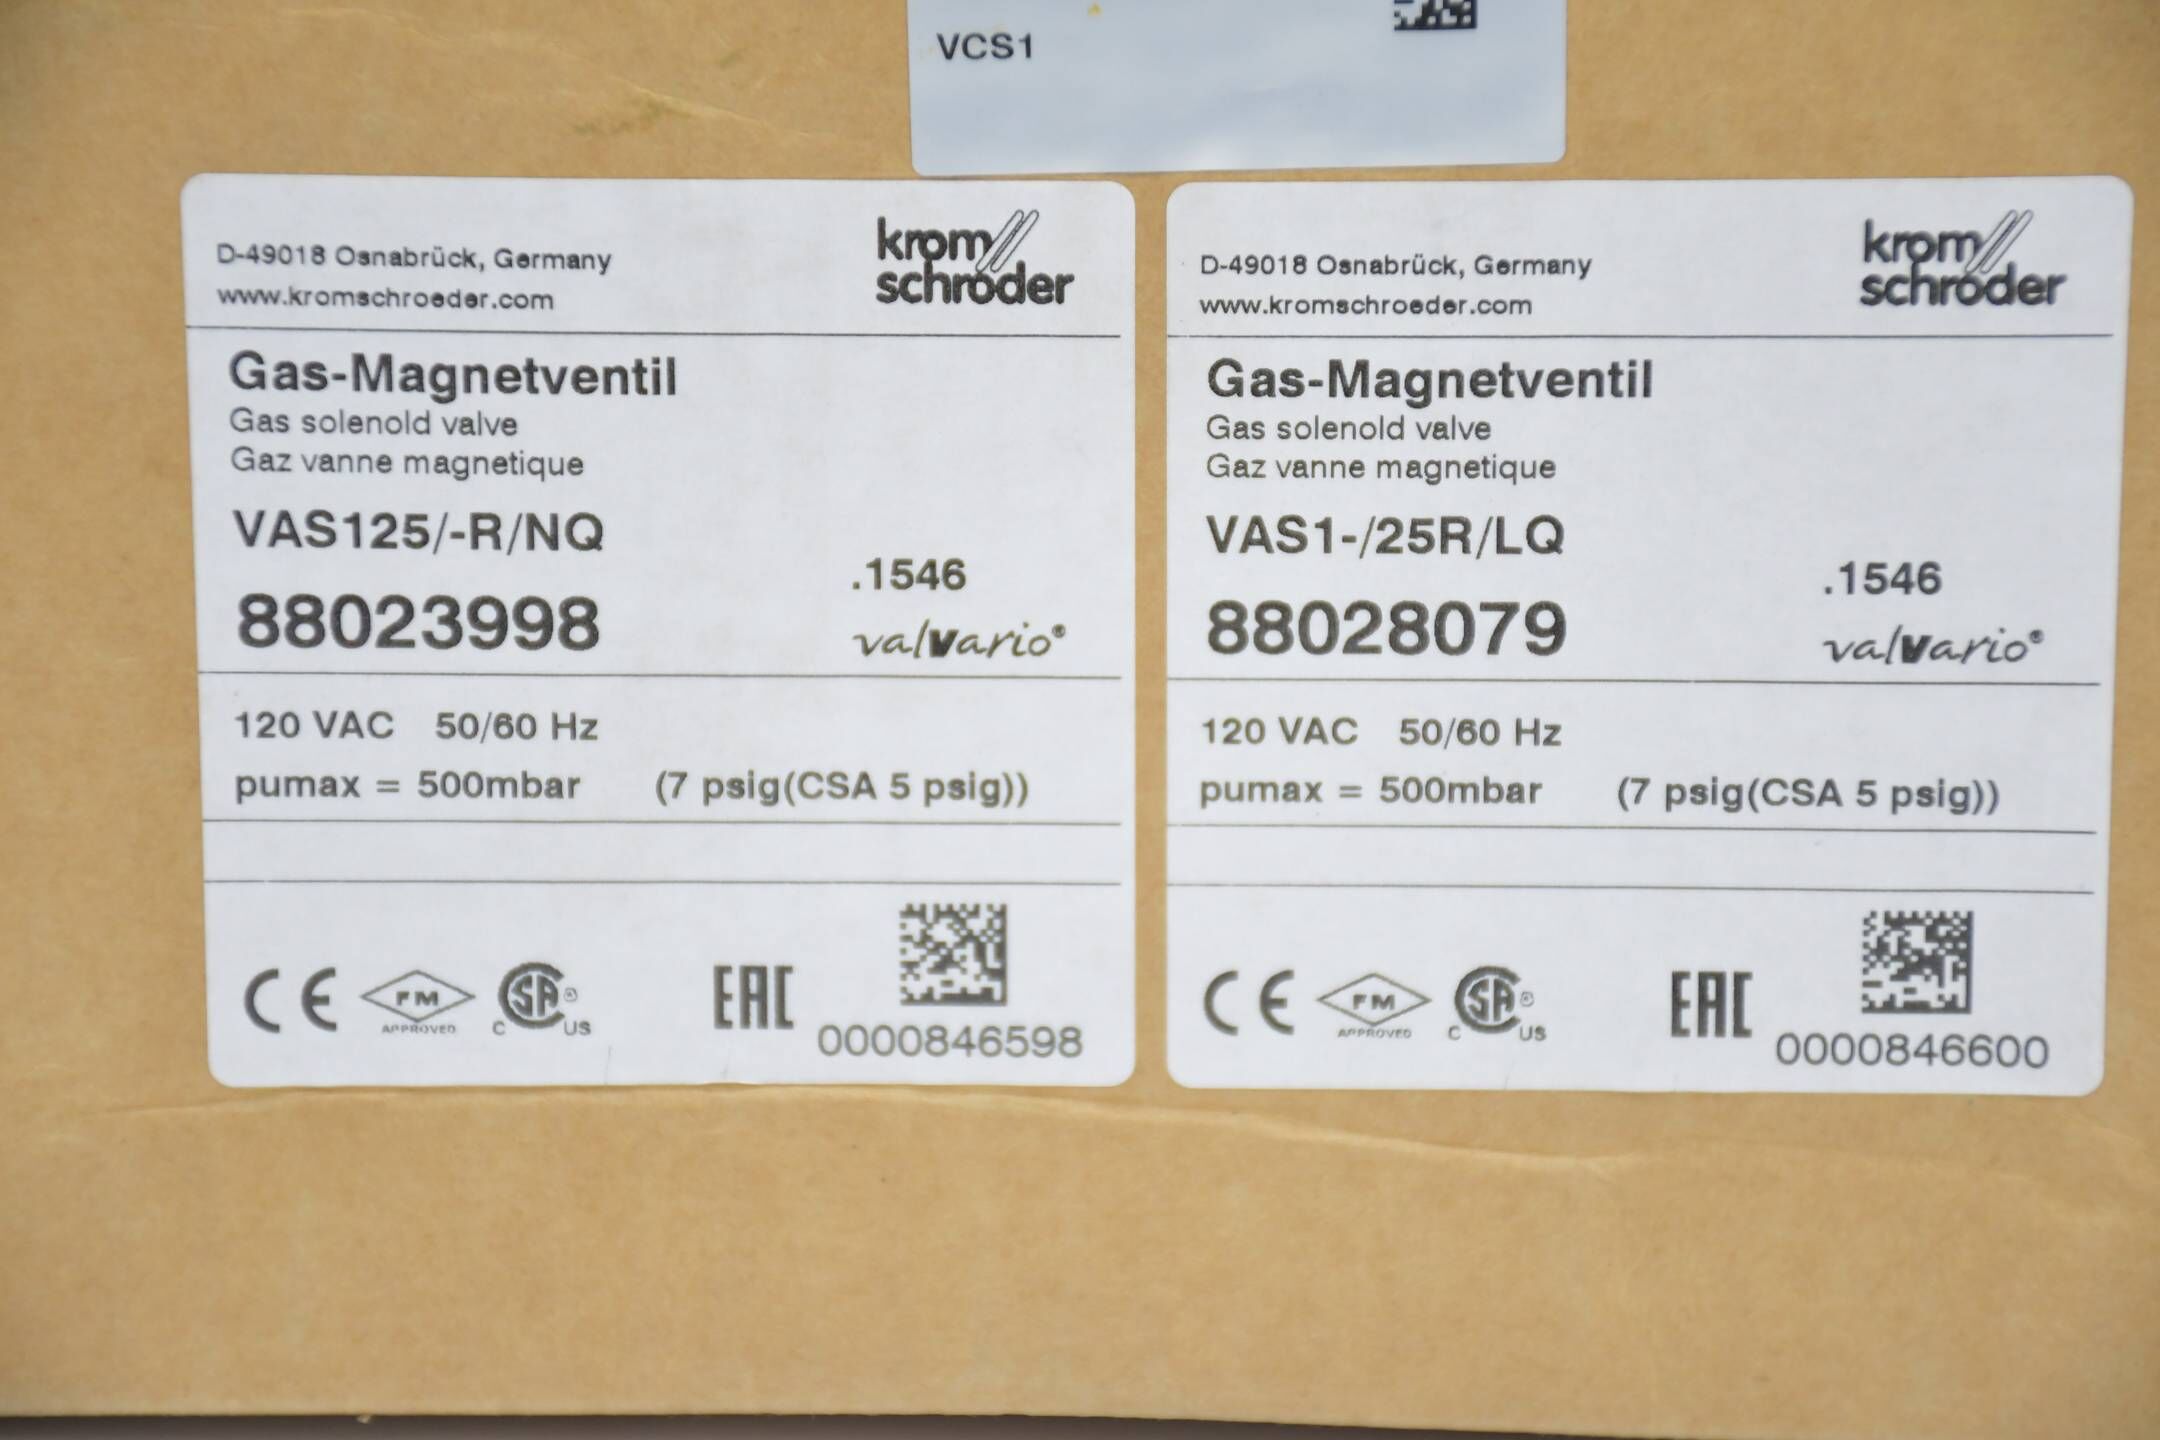 VCS1
D-49018 Osnabrück, Germany
www.kromschroeder.com
krom
schröder
Gas-Magnetventil
Gas solenold valve
Gaz vanne magnetique
VAS125/-R/NQ
.1546
88023998
valvario®
120 VAC 50/60 Hz
pumax = 500mbar (7 psig(CSA 5 psig))
CE
FM
APPROVED
C SA® US
EAC
0000846598
D-49018 Osnabrück, Germany
www.kromschroeder.com
krom
schröder
Gas-Magnetventil
Gas solenold valve
Gaz vanne magnetique
VAS1-/25R/LQ
.1546
88028079
valvario®
120 VAC 50/60 Hz
pumax = 500mbar (7 psig(CSA 5 psig))
CE
FM
APPROVED
C SA® US
EAC
0000846600